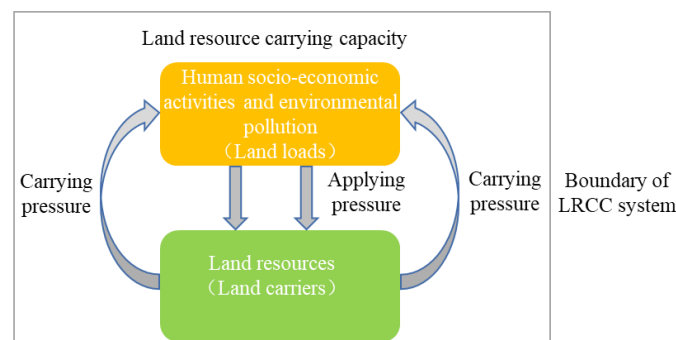 Land resource carrying capacity
Human socio-economic
activities and environmental
pollution
（Land loads）
Carrying
pressure
Applying
pressure
Carrying
pressure
Boundary of
LRCC system
Land resources
（Land carriers）